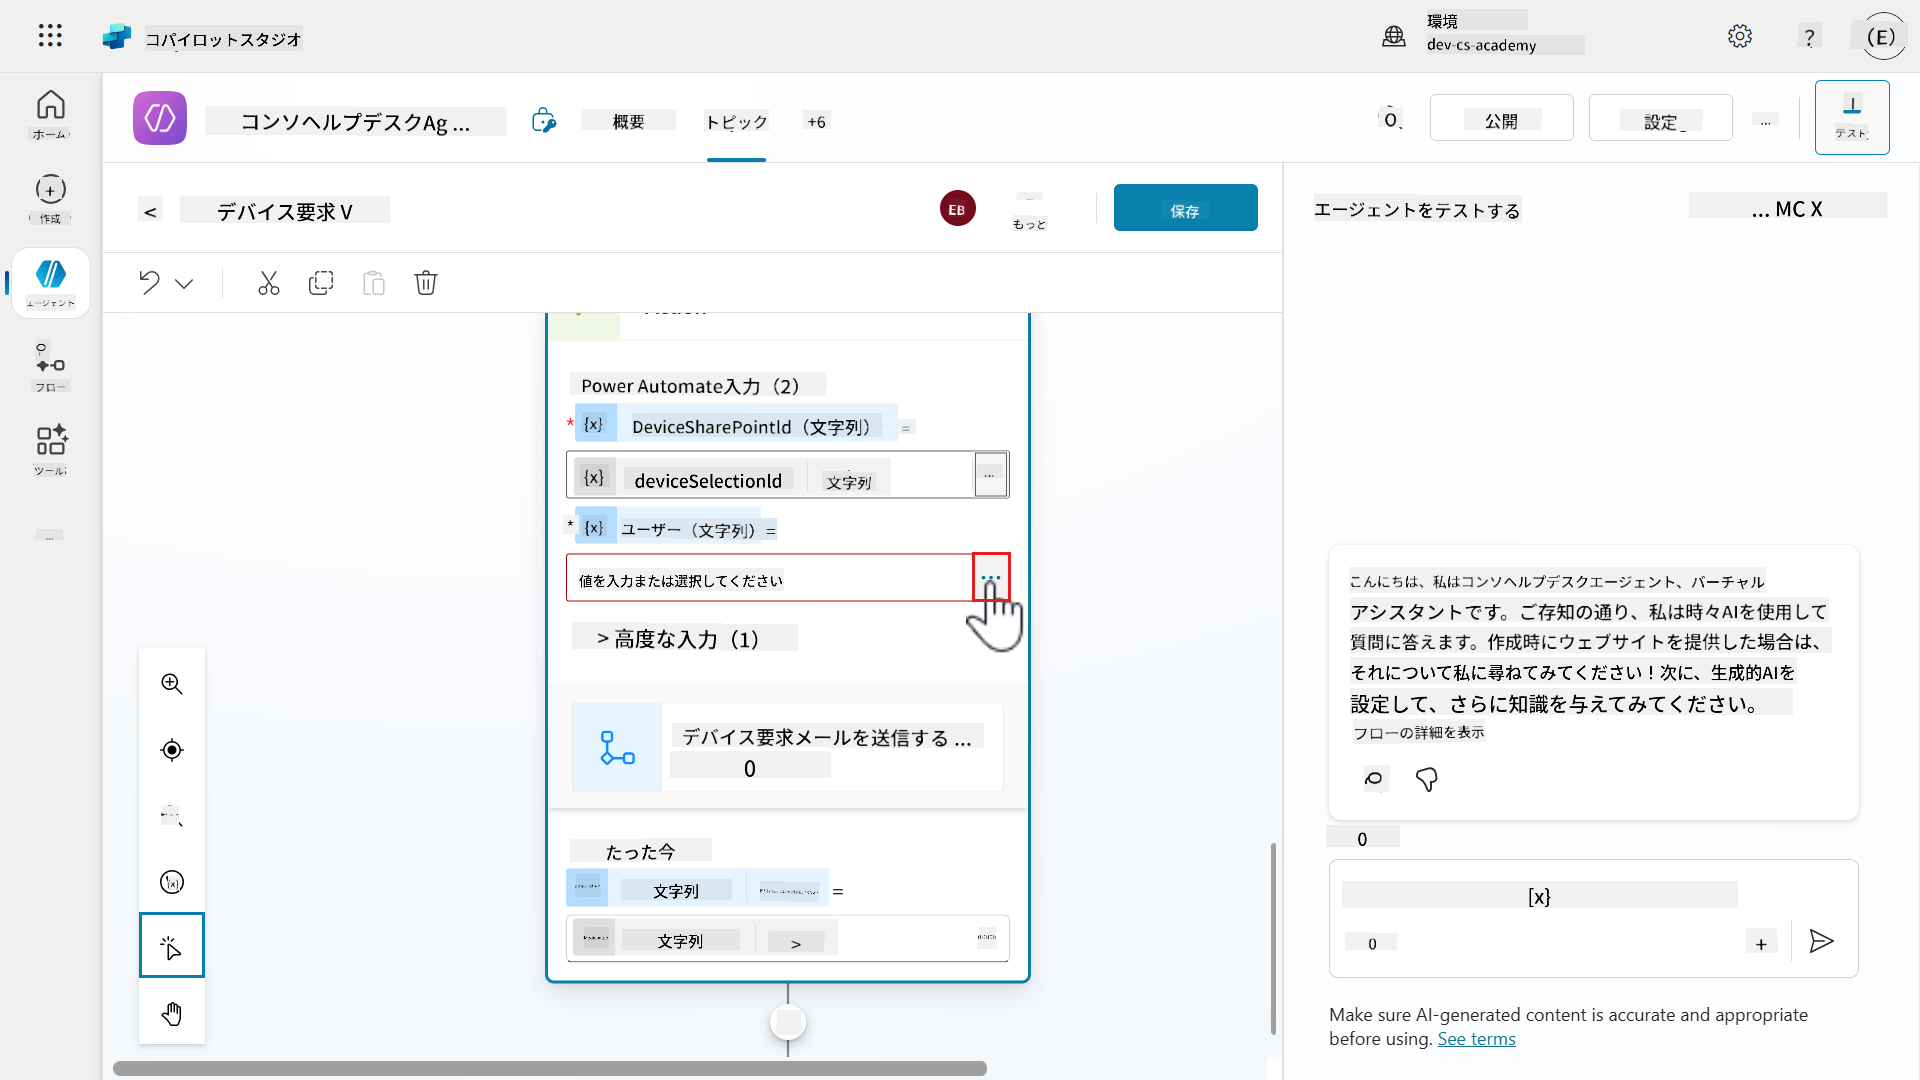 コパイロットスタジオ
環境
dev-cs-academy
?
(E)
ホーム
作成
エージェント
フロー
ツール
コンソヘルプデスクAg ...
概要
トピック
+6
公開
設定
...
テスト
<
デバイス要求 V
EB
もっと
保存
エージェントをテストする
... MC X
Power Automate入力（2）
* {x} DeviceSharePointld（文字列） =
{x} deviceSelectionld 文字列 ...
* {x} ユーザー（文字列） =
値を入力または選択してください ...
> 高度な入力（1）
デバイス要求メールを送信する ...
0
たった今
文字列 =
文字列 >
こんにちは、私はコンソヘルプデスクエージェント、バーチャル
アシスタントです。ご存知の通り、私は時々AIを使用して
質問に答えます。作成時にウェブサイトを提供した場合は、
それについて私に尋ねてみてください！次に、生成的AIを
設定して、さらに知識を与えてみてください。
フローの詳細を表示
0
[x}
0
+
Make sure AI-generated content is accurate and appropriate
before using. See terms